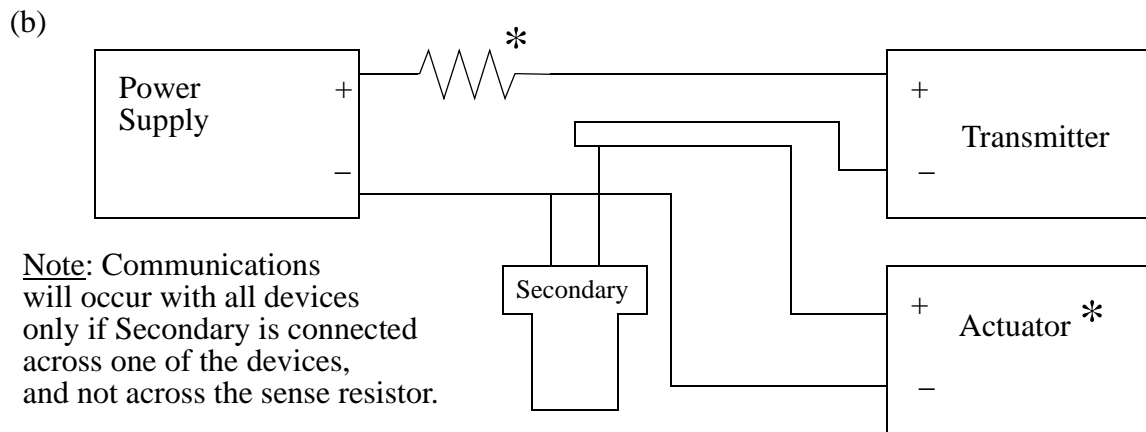 (b)
*
Power
Supply
+
−
+
Transmitter
−
Note: Communications
will occur with all devices
only if Secondary is connected
across one of the devices,
and not across the sense resistor.
Secondary
+
Actuator *
−